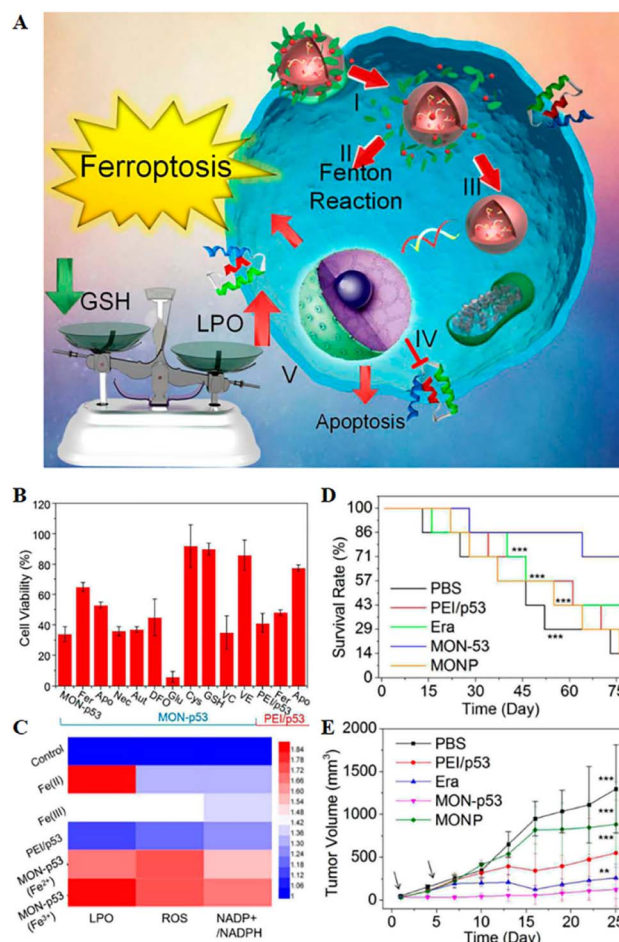 A
I
II
Fenton
Reaction
III
Ferroptosis
GSH
LPO
IV
V
Apoptosis
B
Cell Viability (%)
120
100
80
60
40
20
0
MON-p53
Fer
Apo
Nec
Aut
DFO
Glu
Cys
GSH
VC
VE
PEI/p53
Fer
Apo
MON-p53
PEI/p53
C
Control
Fe(II)
Fe(III)
PEI/p53
MON-p53
(Fe²⁺)
MON-p53
(Fe³⁺)
LPO
ROS
NADP+
/NADPH
1.84
1.78
1.72
1.66
1.60
1.54
1.48
1.42
1.36
1.30
1.24
1.18
1.12
1.06
1
D
Survival Rate (%)
100
86
71
57
43
29
14
0
PBS
PEI/p53
Era
MON-53
MONP
***
***
***
***
0
15
30
45
60
75
Time (Day)
E
Tumor Volume (mm³)
2000
1500
1000
500
0
PBS
PEI/p53
Era
MON-p53
MONP
***
***
***
**
0
5
10
15
20
25
Time (Day)